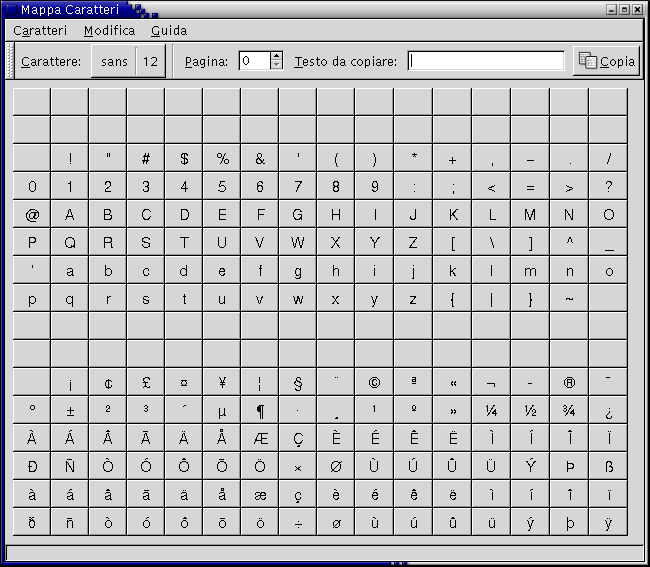 Mappa Caratteri
Caratteri Modifica Guida
Carattere: sans 12 Pagina: 0 Testo da copiare: Copia
! " # $ % & ' ( ) * + , – . /
0 1 2 3 4 5 6 7 8 9 : ; < = > ?
@ A B C D E F G H I J K L M N O
P Q R S T U V W X Y Z [ \ ] ^ _
' a b c d e f g h i j k l m n o
p q r s t u v w x y z { | } ~
¡ ¢ £ ¤ ¥ ¦ § ¨ © ª « ¬ - ® ¯
° ± ² ³ ´ µ ¶ · ¸ ¹ º » ¼ ½ ¾ ¿
À Á Â Ã Ä Å Æ Ç È É Ê Ë Ì Í Î Ï
Ð Ñ Ò Ó Ô Õ Ö × Ø Ù Ú Û Ü Ý Þ ß
à á â ã ä å æ ç è é ê ë ì í î ï
ð ñ ò ó ô õ ö ÷ ø ù ú û ü ý þ ÿ